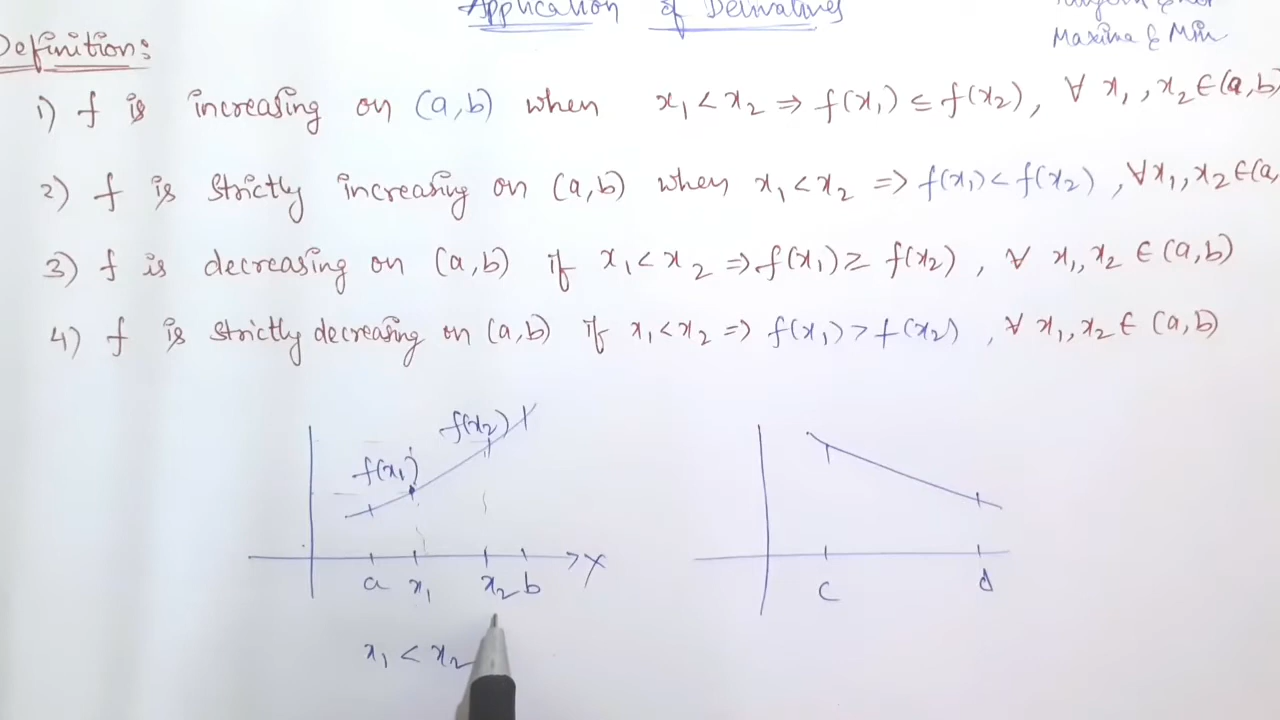 Application of Derivatives
Maxima & Min
Definition:
1) f is increasing on (a,b) when x₁ < x₂ ⇒ f(x₁) ≤ f(x₂), ∀ x₁, x₂ ∈ (a,b)
2) f is strictly increasing on (a,b) when x₁ < x₂ ⇒ f(x₁) < f(x₂), ∀ x₁, x₂ ∈ (a,
3) f is decreasing on (a,b) if x₁ < x₂ ⇒ f(x₁) ≥ f(x₂), ∀ x₁, x₂ ∈ (a,b)
4) f is strictly decreasing on (a,b) if x₁ < x₂ ⇒ f(x₁) > f(x₂), ∀ x₁, x₂ ∈ (a,b)
f(x₂)
f(x₁)
X
a x₁ x₂ b
c d
x₁ < x₂